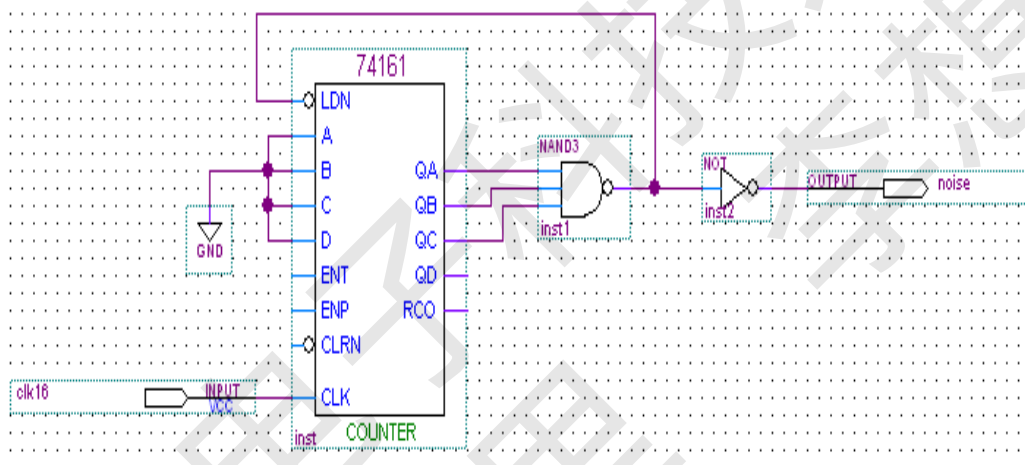 74161
LDN
A
B
C
D
ENT
ENP
CLRN
CLK
QA
QB
QC
QD
RCO
inst
COUNTER
GND
clk16
INPUT
VCC
NAND3
inst1
NOT
inst2
OUTPUT
noise